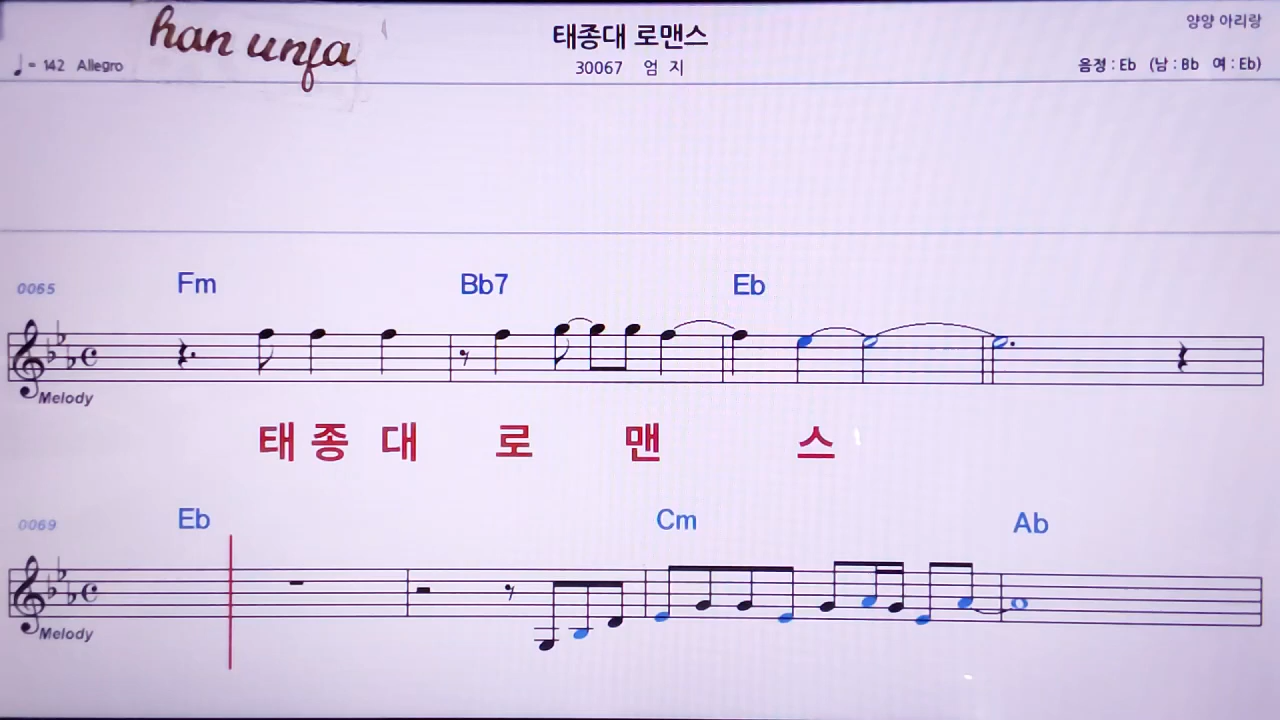 han unfa
태종대 로맨스
양양 아리랑
♩= 142 Allegro
30067 엄 지
음정 : Eb (남 : Bb 여 : Eb)
0065 Fm Bb7 Eb
Melody
태 종 대 로 맨 스
0069 Eb Cm Ab
Melody